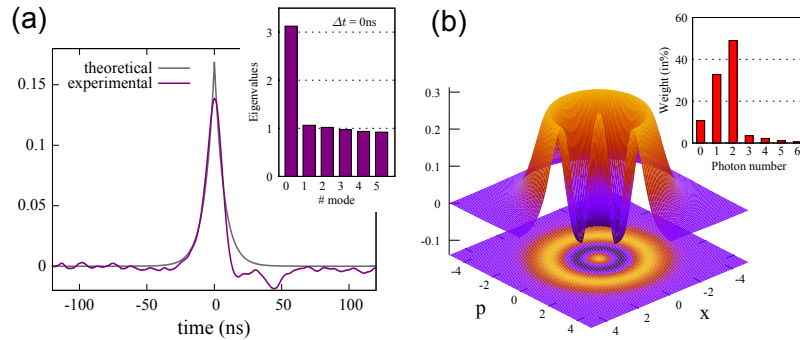 (a)
theoretical
experimental
0.15
0.1
0.05
0
-100 -50 0 50 100
time (ns)
Δt = 0ns
Eigenvalues
3
2
1
0
0 1 2 3 4 5
# mode
(b)
0.3
0.2
0.1
0
-0.1
-4
-2
0
2
4
p
4
2
0
-2
-4
x
Weight (in%)
60
40
20
0
0 1 2 3 4 5 6
Photon number